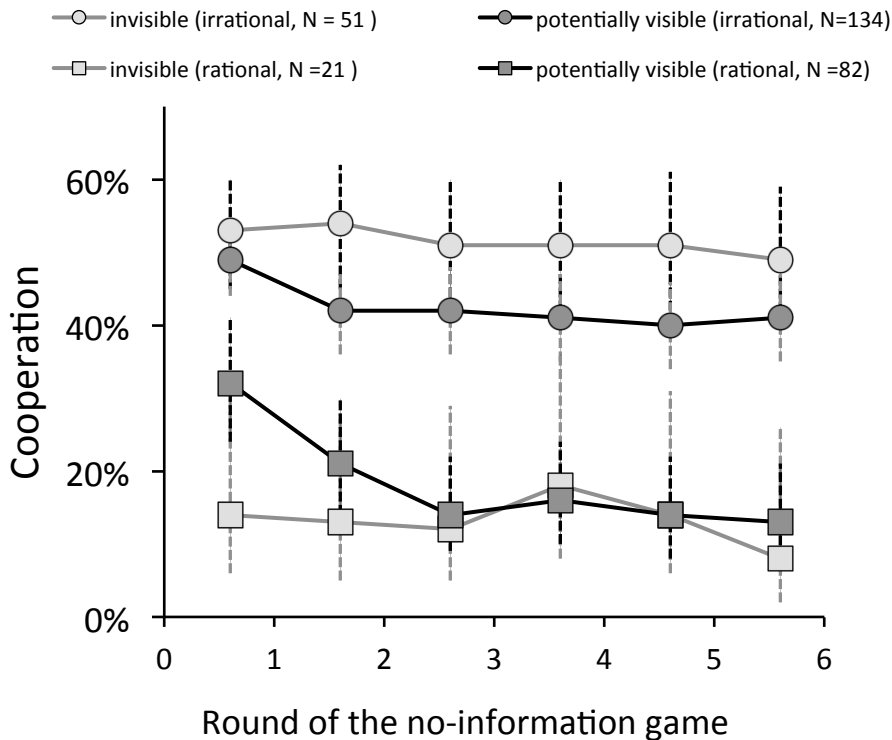 invisible (irrational, N = 51 )
potentially visible (irrational, N=134)
invisible (rational, N =21 )
potentially visible (rational, N =82)
60%
40%
20%
0%
Cooperation
0 1 2 3 4 5 6
Round of the no-information game